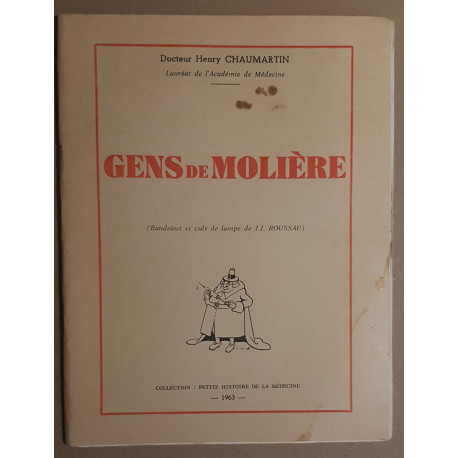 Docteur Henry CHAUMARTIN
Lauréat de l'Académie de Médecine
GENS DE MOLIÈRE
(Bandeaux et culs de lampe de J.J. ROUSSAU)
COLLECTION : PETITE HISTOIRE DE LA MÉDECINE
— 1963 —